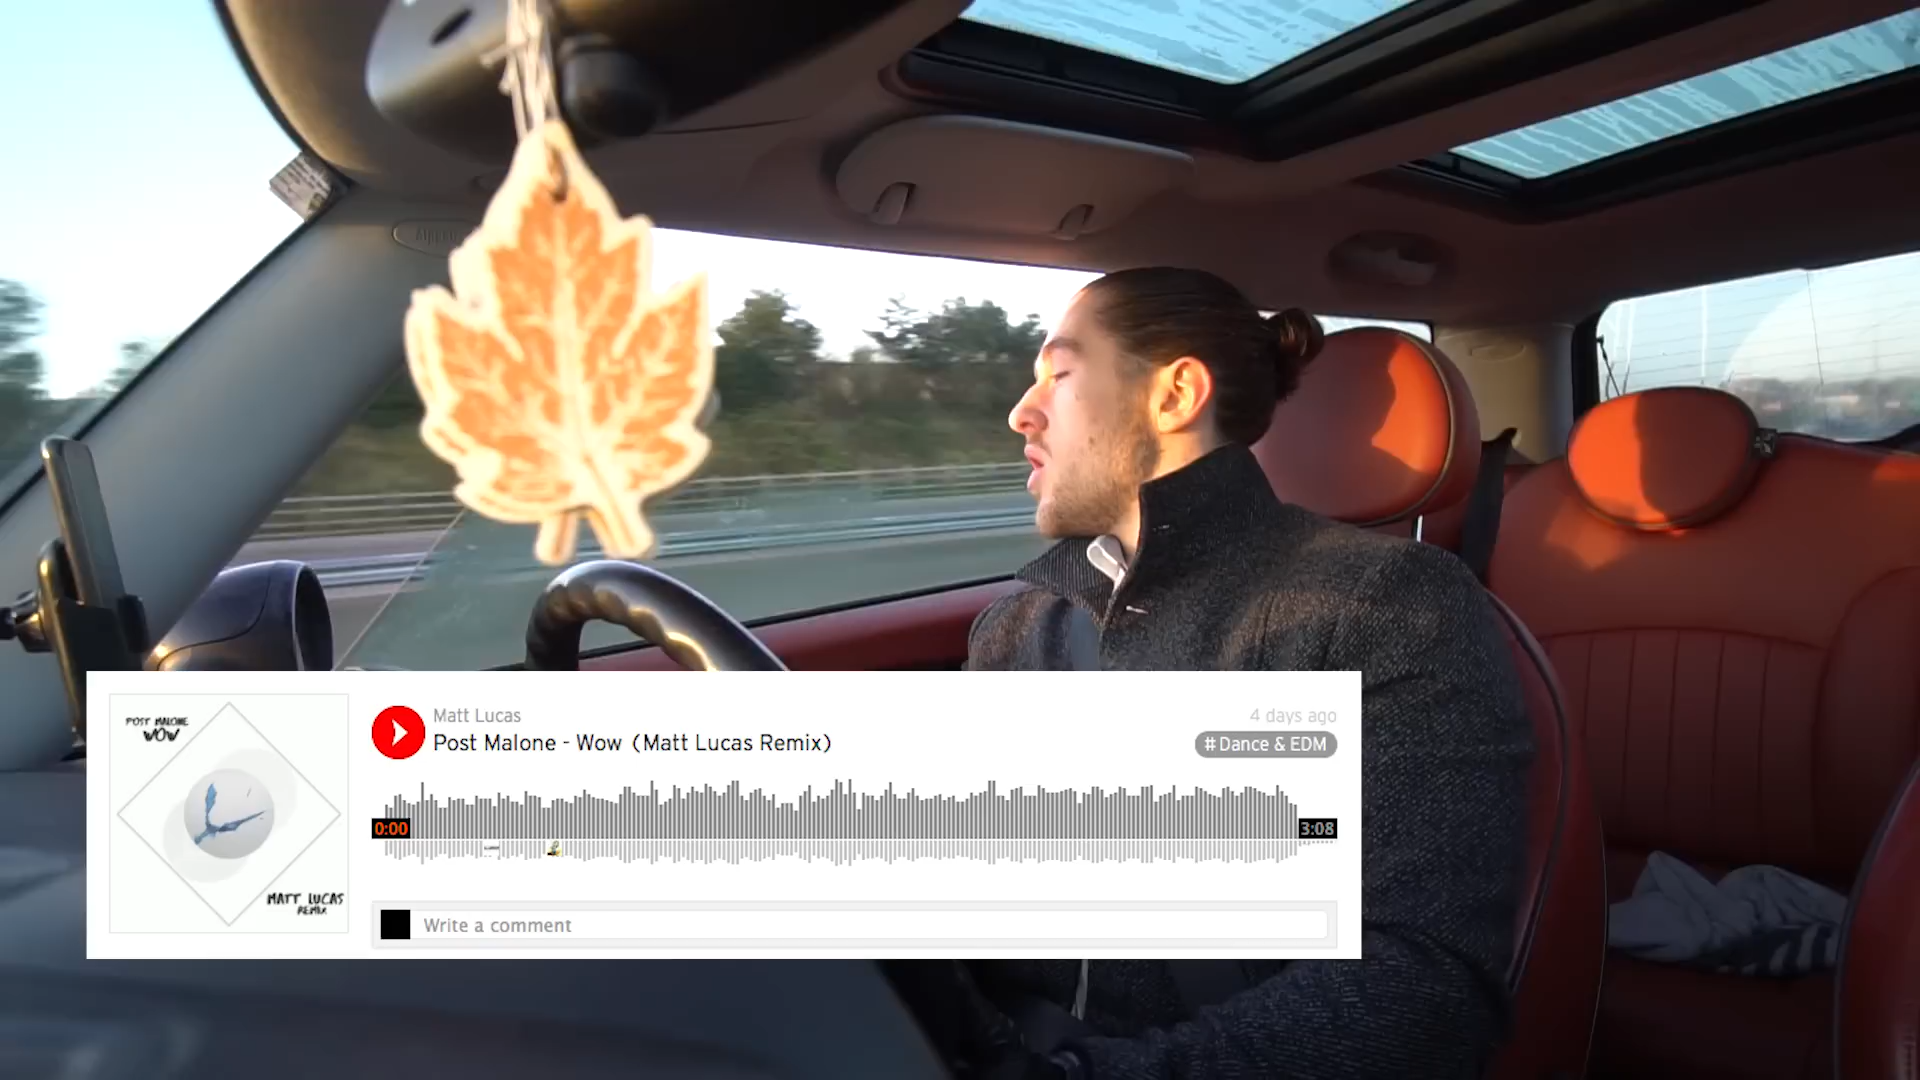 POST MALONE
WOW
MATT LUCAS
REMIX
Matt Lucas
4 days ago
Post Malone - Wow (Matt Lucas Remix)
# Dance & EDM
0:00
3:08
Write a comment